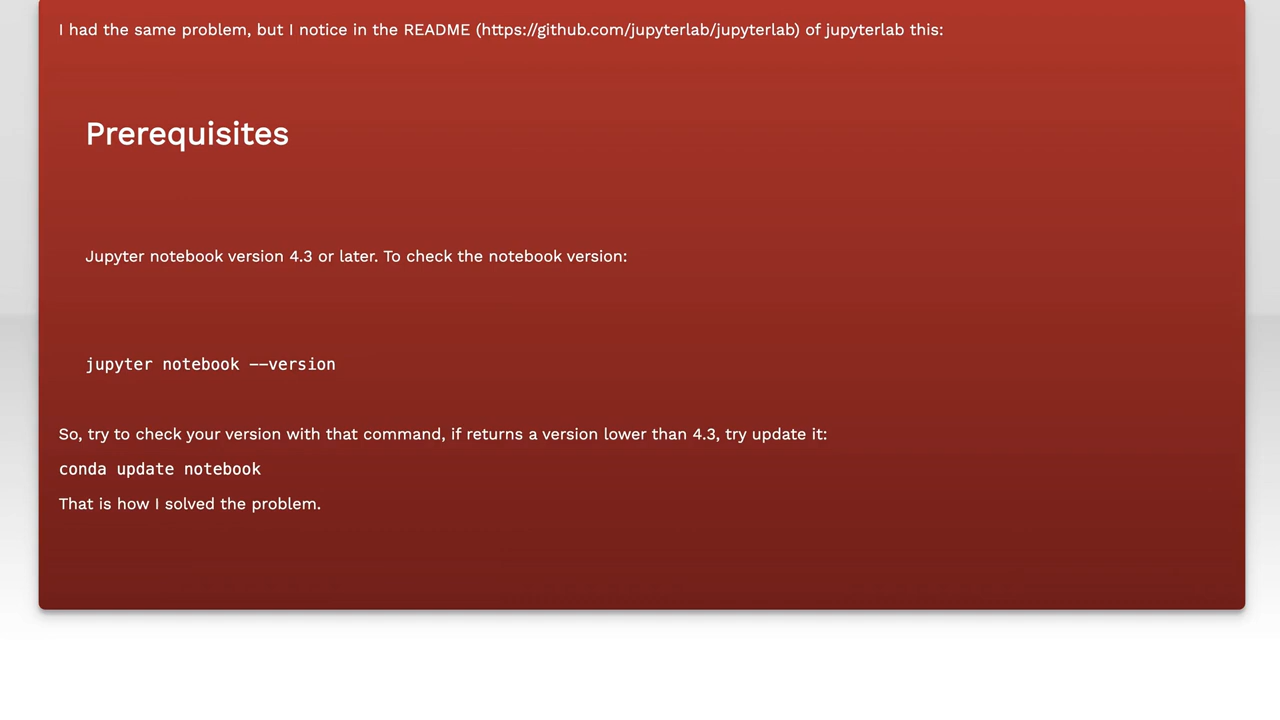 I had the same problem, but I notice in the README (https://github.com/jupyterlab/jupyterlab) of jupyterlab this:
Prerequisites
Jupyter notebook version 4.3 or later. To check the notebook version:
jupyter notebook --version
So, try to check your version with that command, if returns a version lower than 4.3, try update it:
conda update notebook
That is how I solved the problem.